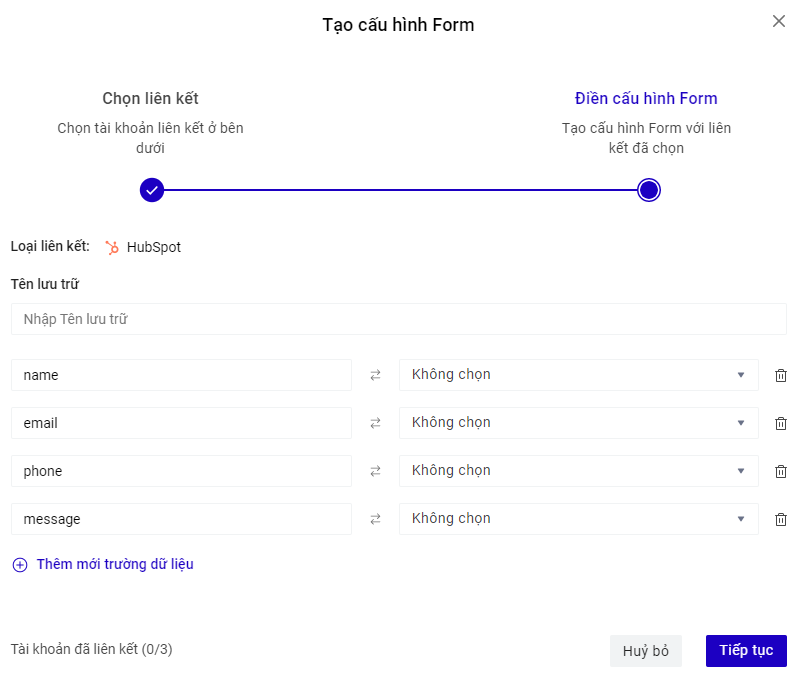 Tạo cấu hình Form
Chọn liên kết
Chọn tài khoản liên kết ở bên
dưới
Điền cấu hình Form
Tạo cấu hình Form với liên
kết đã chọn
Loại liên kết: HubSpot
Tên lưu trữ
Nhập Tên lưu trữ
name Không chọn
email Không chọn
phone Không chọn
message Không chọn
Thêm mới trường dữ liệu
Tài khoản đã liên kết (0/3) Huỷ bỏ Tiếp tục